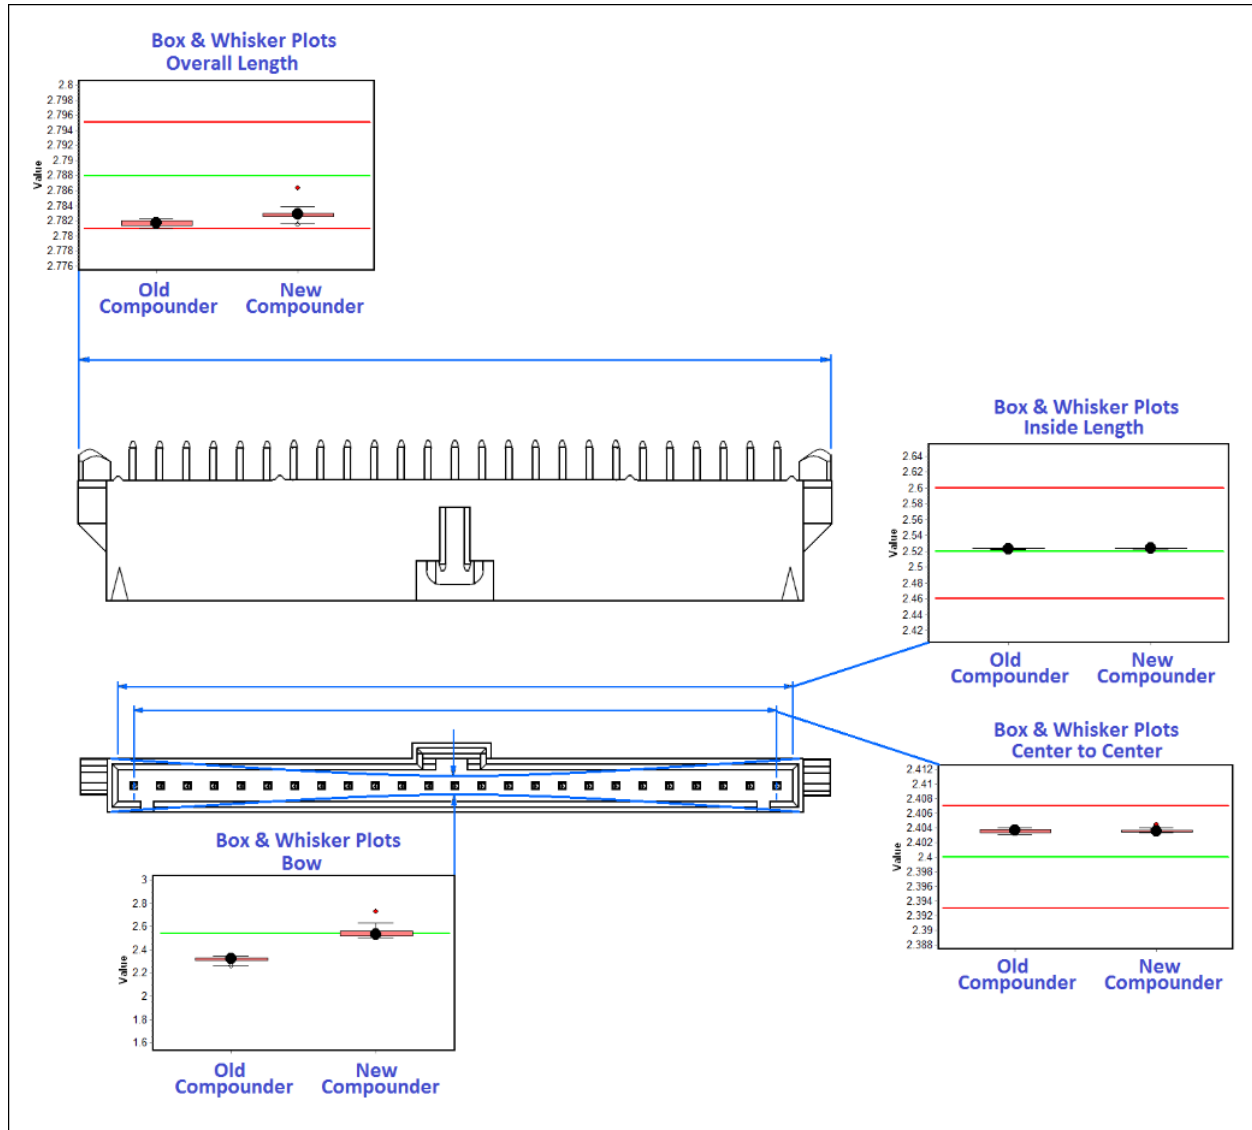 Box & Whisker Plots
Overall Length
2.8
2.798
2.796
2.794
2.792
2.79
2.788
2.786
2.784
2.782
2.78
2.778
2.776
Value
Old
Compounder
New
Compounder
Box & Whisker Plots
Inside Length
2.64
2.62
2.6
2.58
2.56
2.54
2.52
2.5
2.48
2.46
2.44
2.42
Value
Old
Compounder
New
Compounder
Box & Whisker Plots
Center to Center
2.412
2.41
2.408
2.406
2.404
2.402
2.4
2.398
2.396
2.394
2.392
2.39
2.388
Value
Old
Compounder
New
Compounder
Box & Whisker Plots
Bow
3
2.8
2.6
2.4
2.2
2
1.8
1.6
Value
Old
Compounder
New
Compounder